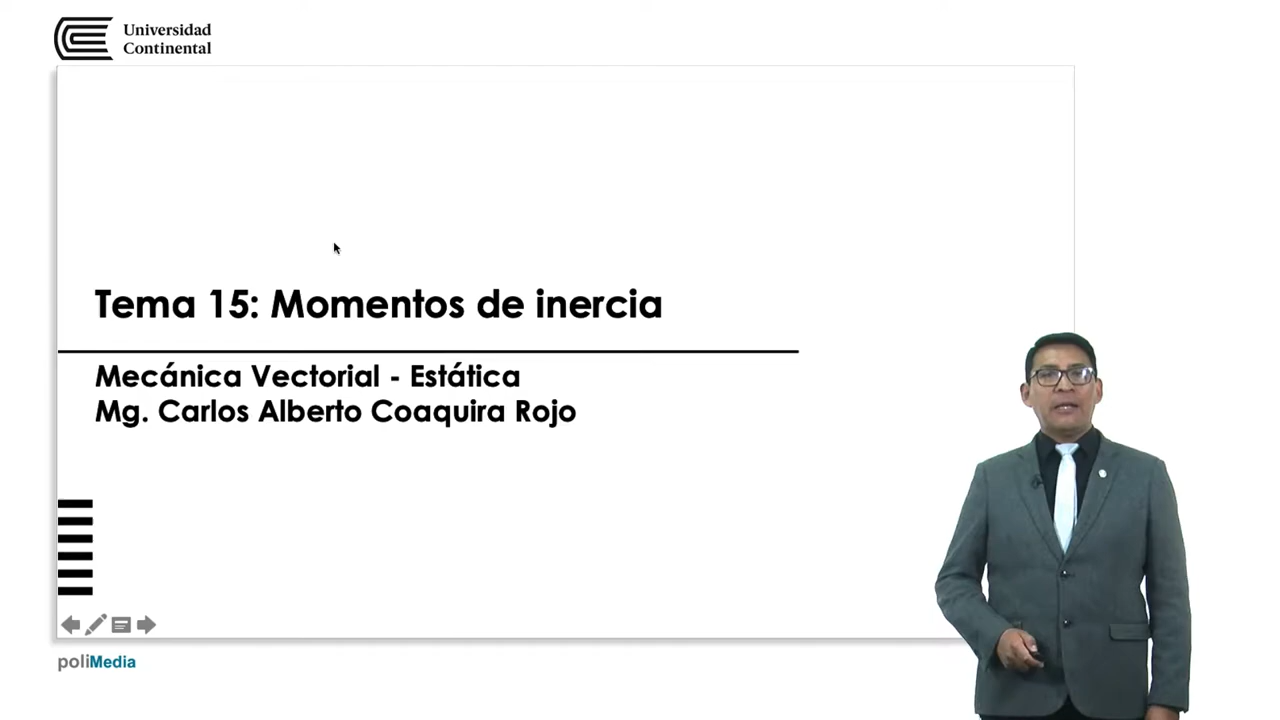 Universidad
Continental
Tema 15: Momentos de inercia
Mecánica Vectorial - Estática
Mg. Carlos Alberto Coaquira Rojo
poliMedia